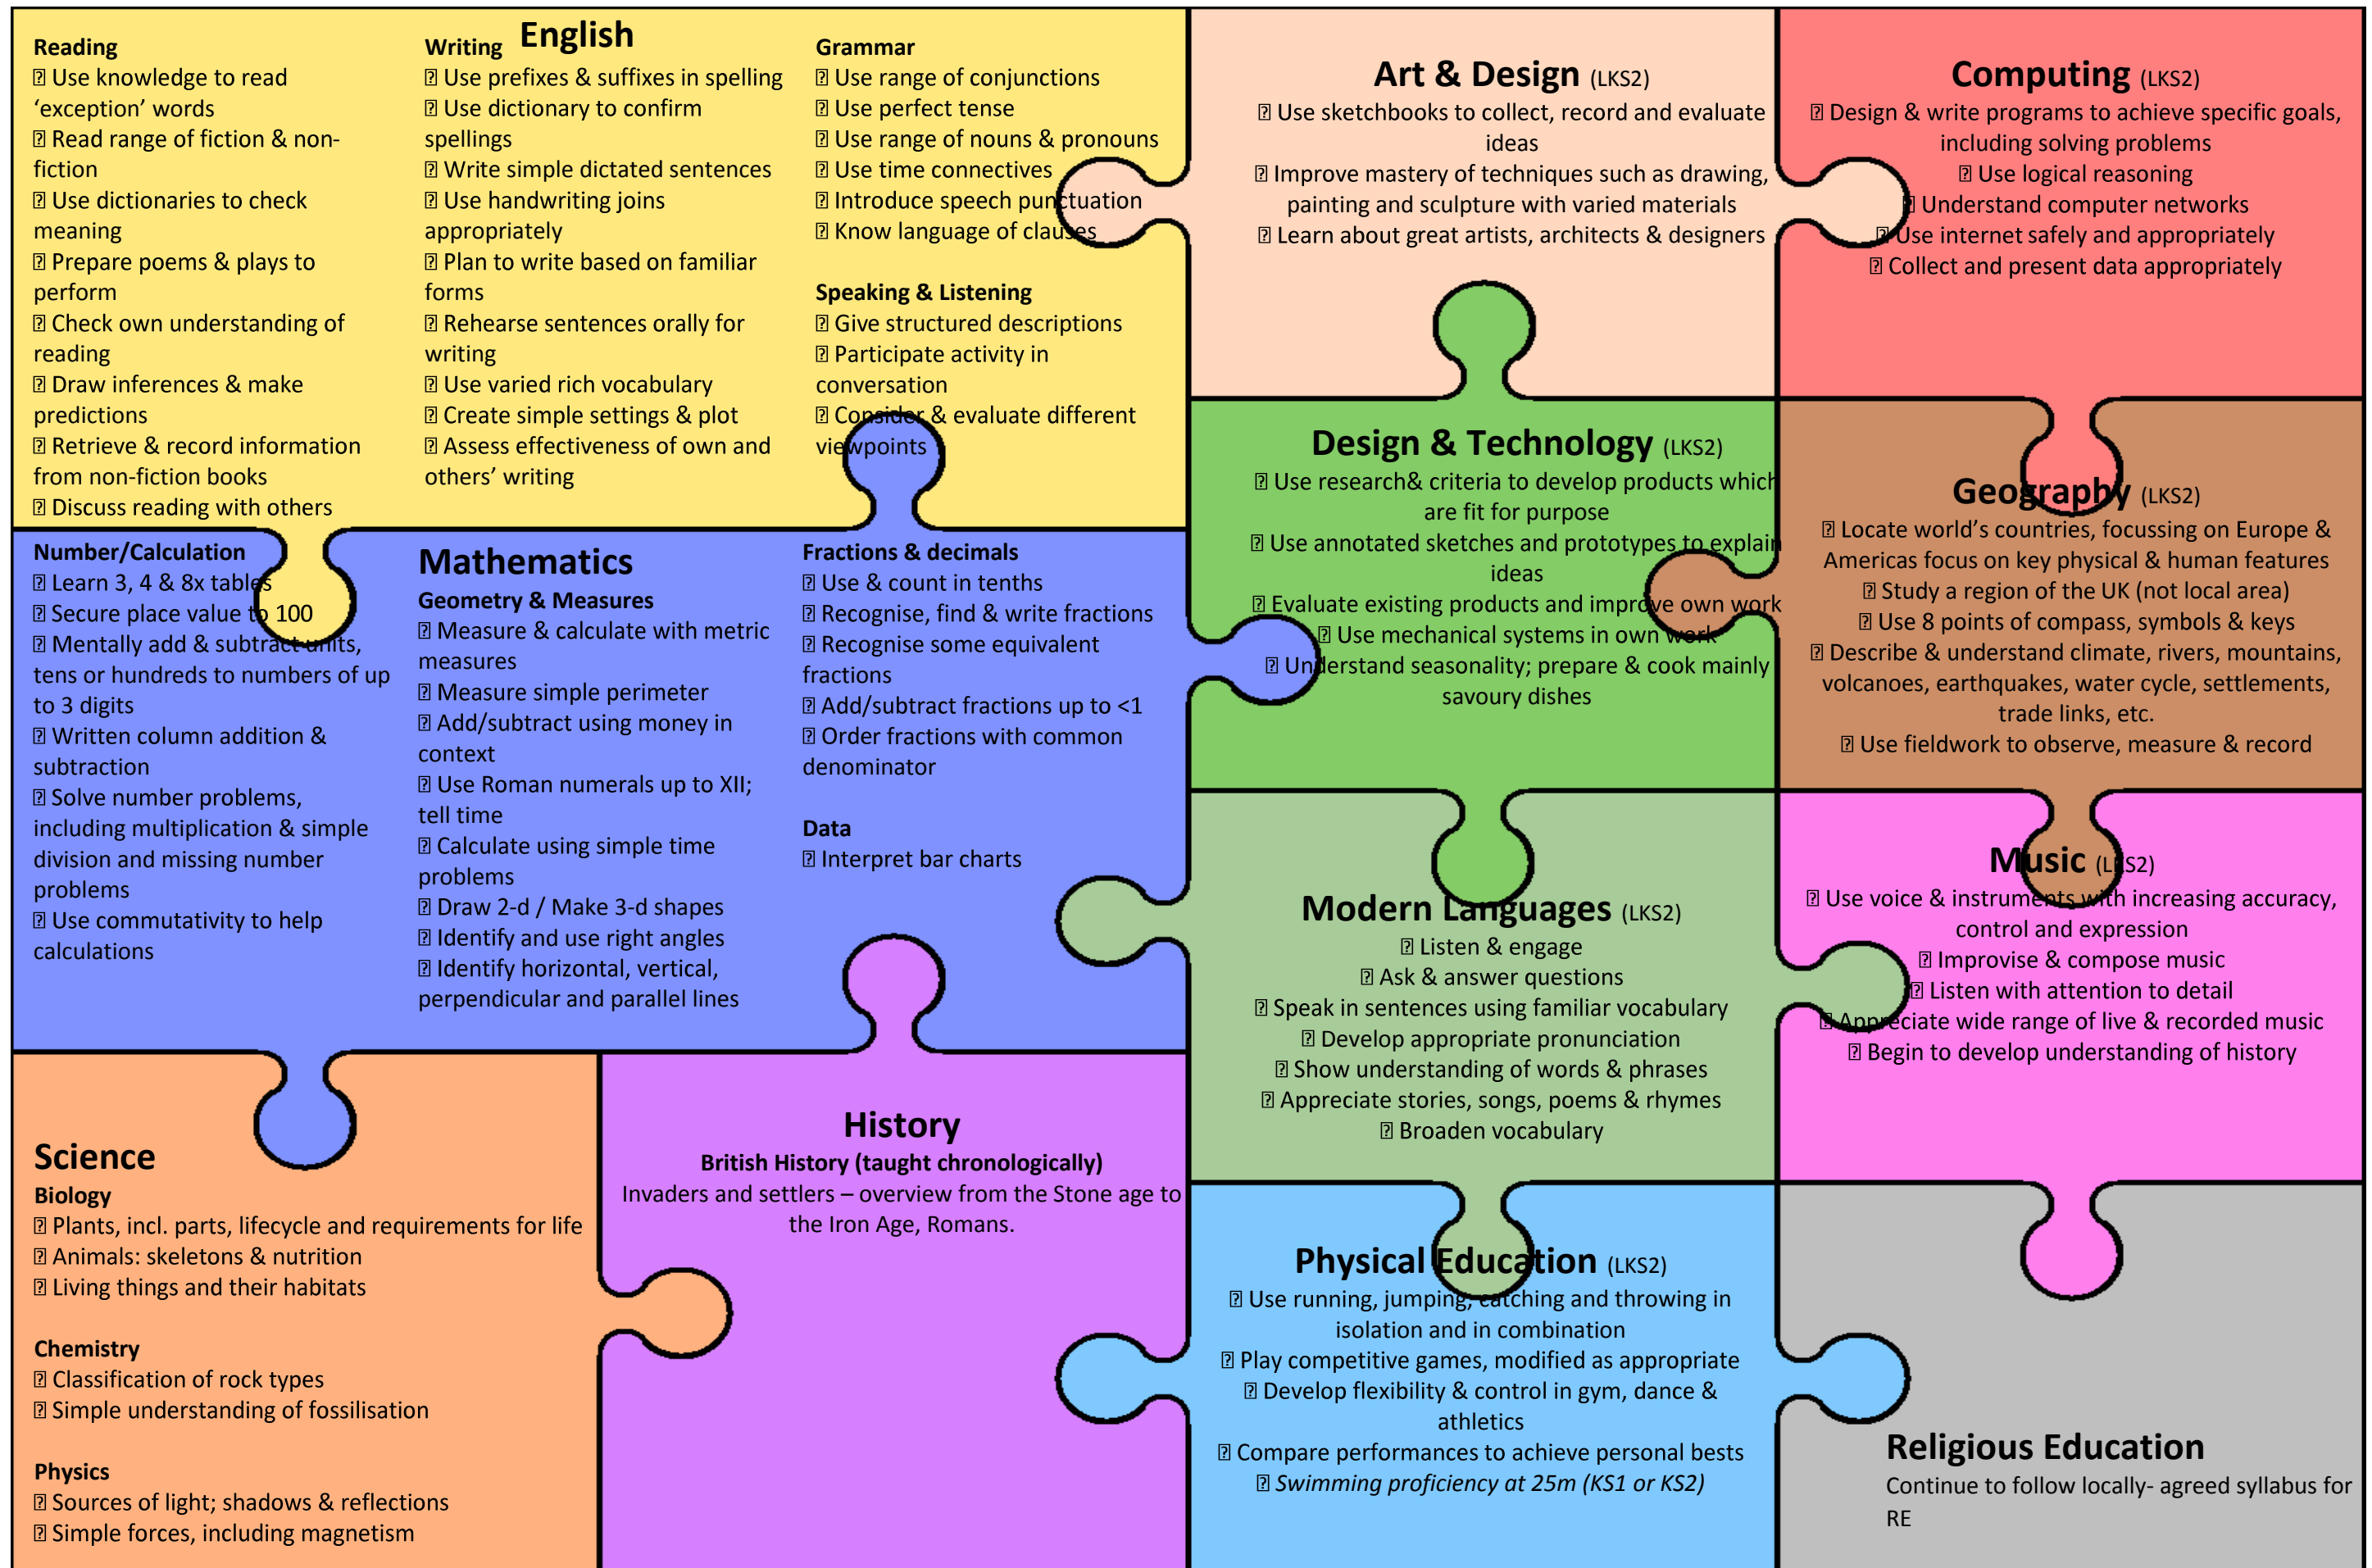 English
Reading
⍰ Use knowledge to read
‘exception’ words
⍰ Read range of fiction & non-
fiction
⍰ Use dictionaries to check
meaning
⍰ Prepare poems & plays to
perform
⍰ Check own understanding of
reading
⍰ Draw inferences & make
predictions
⍰ Retrieve & record information
from non-fiction books
⍰ Discuss reading with others
Writing
⍰ Use prefixes & suffixes in spelling
⍰ Use dictionary to confirm
spellings
⍰ Write simple dictated sentences
⍰ Use handwriting joins
appropriately
⍰ Plan to write based on familiar
forms
⍰ Rehearse sentences orally for
writing
⍰ Use varied rich vocabulary
⍰ Create simple settings & plot
⍰ Assess effectiveness of own and
others’ writing
Grammar
⍰ Use range of conjunctions
⍰ Use perfect tense
⍰ Use range of nouns & pronouns
⍰ Use time connectives
⍰ Introduce speech punctuation
⍰ Know language of clauses
Speaking & Listening
⍰ Give structured descriptions
⍰ Participate activity in
conversation
⍰ Consider & evaluate different
viewpoints
Art & Design (LKS2)
⍰ Use sketchbooks to collect, record and evaluate
ideas
⍰ Improve mastery of techniques such as drawing,
painting and sculpture with varied materials
⍰ Learn about great artists, architects & designers
Computing (LKS2)
⍰ Design & write programs to achieve specific goals,
including solving problems
⍰ Use logical reasoning
⍰ Understand computer networks
⍰ Use internet safely and appropriately
⍰ Collect and present data appropriately
Number/Calculation
⍰ Learn 3, 4 & 8x tables
⍰ Secure place value to 100
⍰ Mentally add & subtract units,
tens or hundreds to numbers of up
to 3 digits
⍰ Written column addition &
subtraction
⍰ Solve number problems,
including multiplication & simple
division and missing number
problems
⍰ Use commutativity to help
calculations
Mathematics
Geometry & Measures
⍰ Measure & calculate with metric
measures
⍰ Measure simple perimeter
⍰ Add/subtract using money in
context
⍰ Use Roman numerals up to XII;
tell time
⍰ Calculate using simple time
problems
⍰ Draw 2-d / Make 3-d shapes
⍰ Identify and use right angles
⍰ Identify horizontal, vertical,
perpendicular and parallel lines
Fractions & decimals
⍰ Use & count in tenths
⍰ Recognise, find & write fractions
⍰ Recognise some equivalent
fractions
⍰ Add/subtract fractions up to <1
⍰ Order fractions with common
denominator
Data
⍰ Interpret bar charts
Design & Technology (LKS2)
⍰ Use research& criteria to develop products which
are fit for purpose
⍰ Use annotated sketches and prototypes to explain
ideas
⍰ Evaluate existing products and improve own work
⍰ Use mechanical systems in own work
⍰ Understand seasonality; prepare & cook mainly
savoury dishes
Geography (LKS2)
⍰ Locate world’s countries, focussing on Europe &
Americas focus on key physical & human features
⍰ Study a region of the UK (not local area)
⍰ Use 8 points of compass, symbols & keys
⍰ Describe & understand climate, rivers, mountains,
volcanoes, earthquakes, water cycle, settlements,
trade links, etc.
⍰ Use fieldwork to observe, measure & record
Modern Languages (LKS2)
⍰ Listen & engage
⍰ Ask & answer questions
⍰ Speak in sentences using familiar vocabulary
⍰ Develop appropriate pronunciation
⍰ Show understanding of words & phrases
⍰ Appreciate stories, songs, poems & rhymes
⍰ Broaden vocabulary
Music (LKS2)
⍰ Use voice & instruments with increasing accuracy,
control and expression
⍰ Improvise & compose music
⍰ Listen with attention to detail
⍰ Appreciate wide range of live & recorded music
⍰ Begin to develop understanding of history
Science
Biology
⍰ Plants, incl. parts, lifecycle and requirements for life
⍰ Animals: skeletons & nutrition
⍰ Living things and their habitats
Chemistry
⍰ Classification of rock types
⍰ Simple understanding of fossilisation
Physics
⍰ Sources of light; shadows & reflections
⍰ Simple forces, including magnetism
History
British History (taught chronologically)
Invaders and settlers – overview from the Stone age to
the Iron Age, Romans.
Physical Education (LKS2)
⍰ Use running, jumping, catching and throwing in
isolation and in combination
⍰ Play competitive games, modified as appropriate
⍰ Develop flexibility & control in gym, dance &
athletics
⍰ Compare performances to achieve personal bests
⍰ Swimming proficiency at 25m (KS1 or KS2)
Religious Education
Continue to follow locally- agreed syllabus for
RE